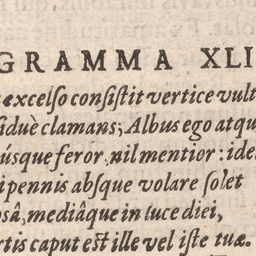 GRAMMA XLI
excelſo conſiſtit vertice vult
ſiduè clamans; Albus ego atqu
úsque feror, nil mentior: ide
ipennis abſque volare ſolet
osâ, mediâque in luce diei,
rtis caput eſt ille vel iſte tuæ.